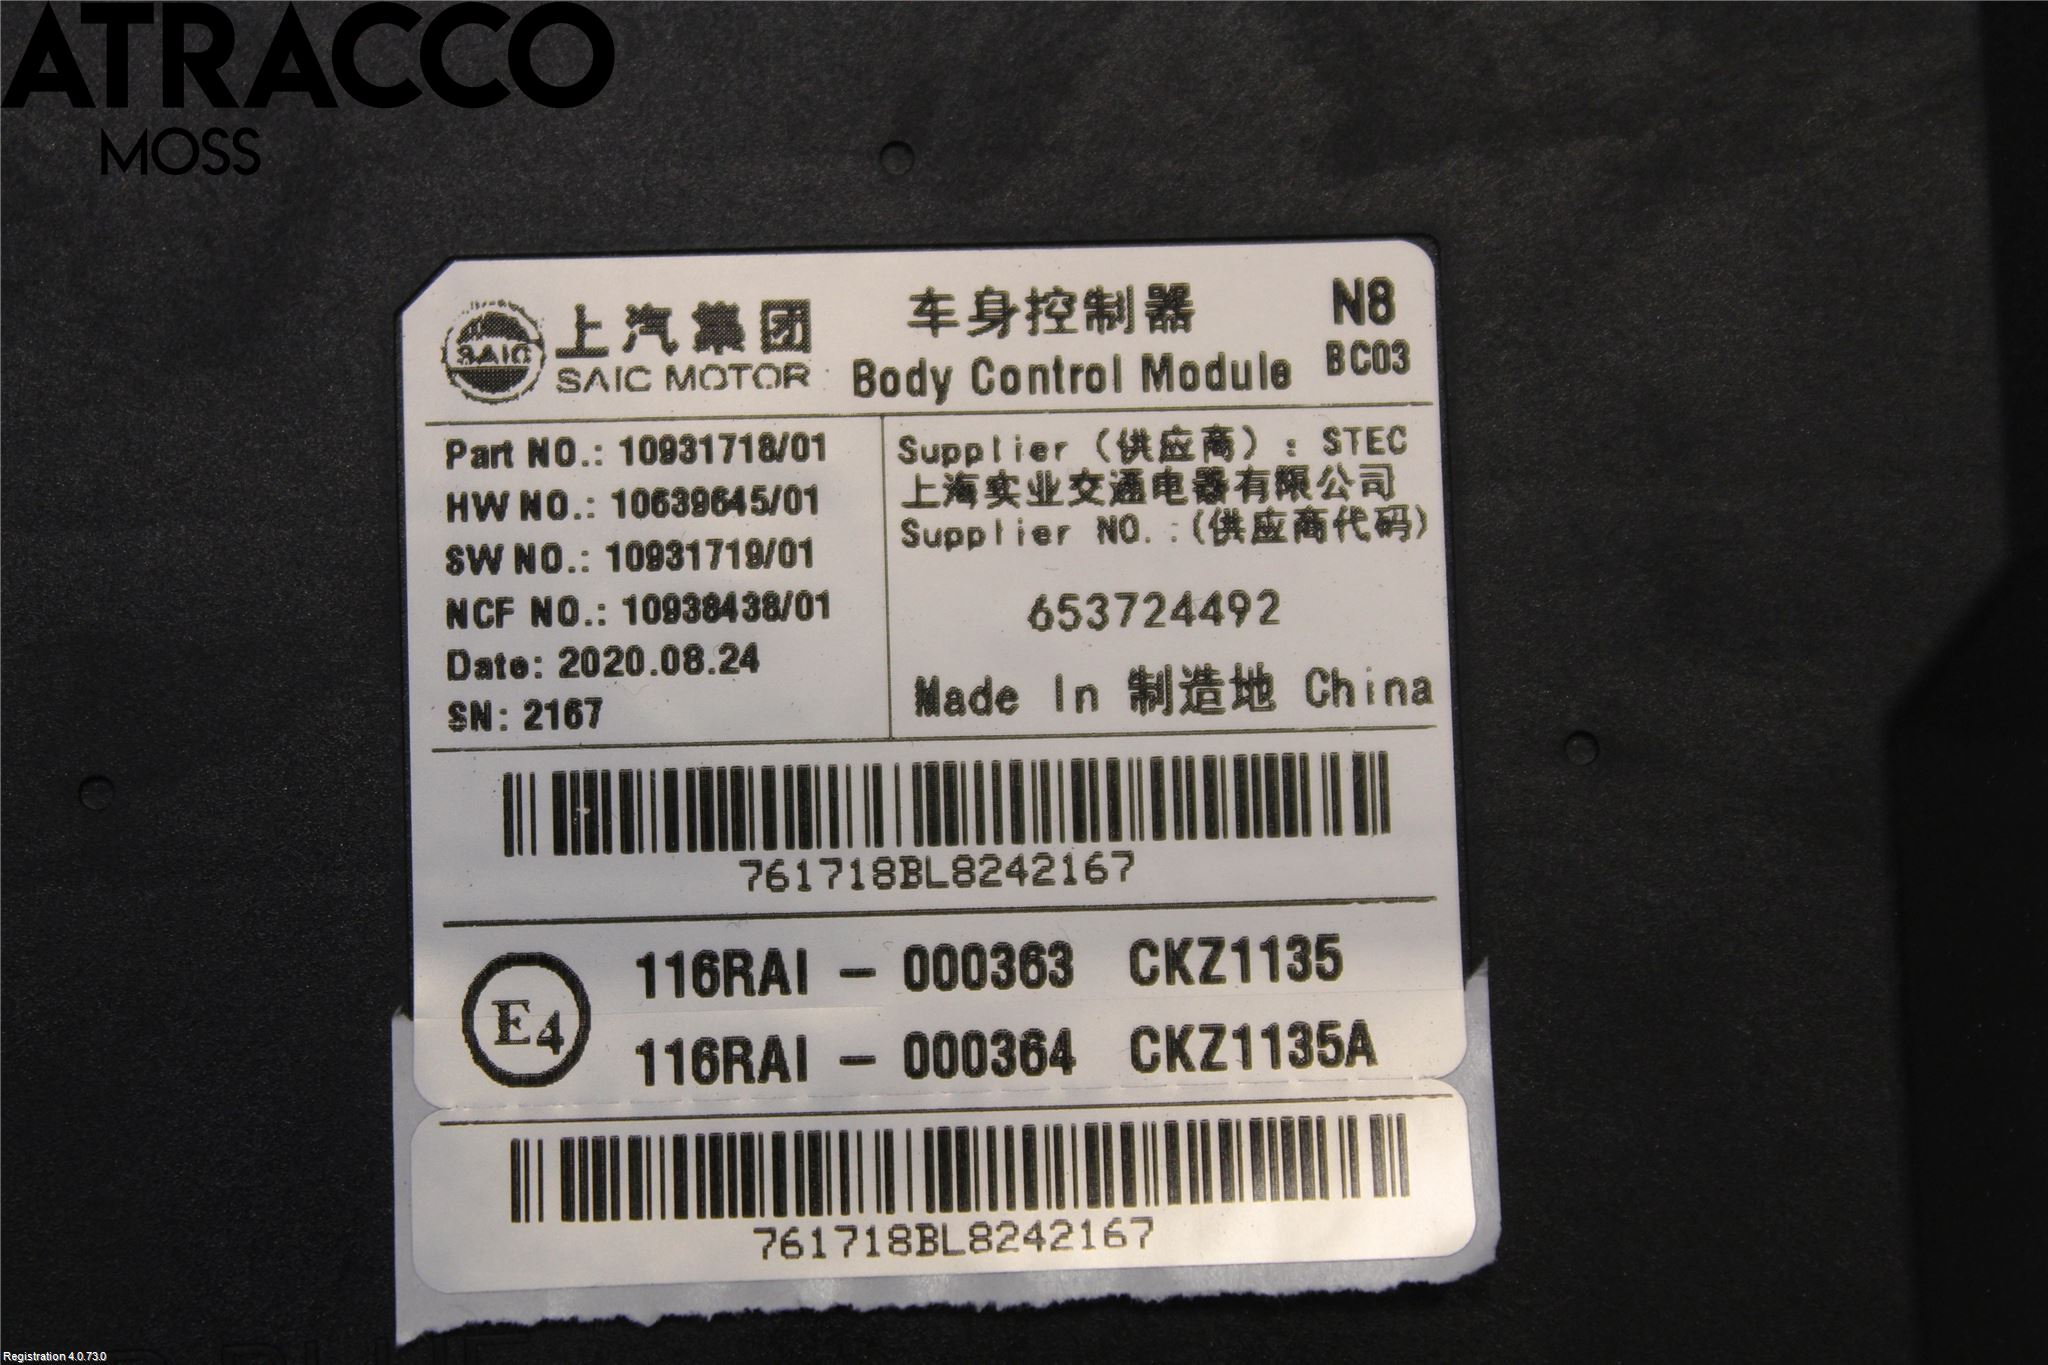 ATRACCO
MOSS
上汽集团
SAIC
SAIC MOTOR
车身控制器
Body Control Module
N8
BC03
Part NO.: 10931718/01
HW NO.: 10639645/01
SW NO.: 10931719/01
NCF NO.: 10938438/01
Date: 2020.08.24
SN: 2167
Supplier (供应商) : STEC
上海实业交通电器有限公司
Supplier NO. :(供应商代码)
653724492
Made In 制造地 China
761718BL8242167
E4
116RAI - 000363 CKZ1135
116RAI - 000364 CKZ1135A
761718BL8242167
Registration 4.0.73.0